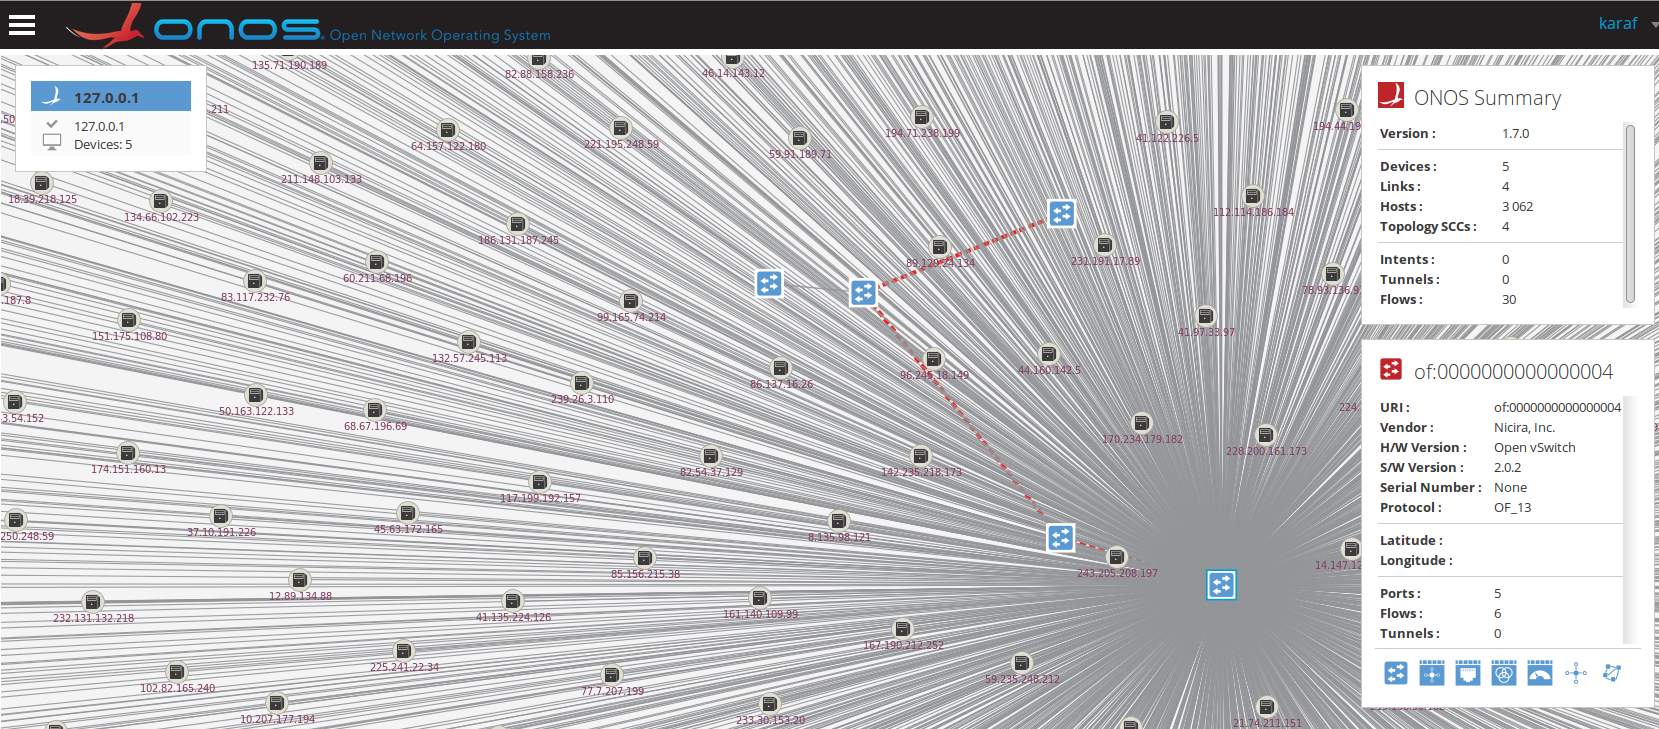 ONOS Open Network Operating System
karaf
127.0.0.1
127.0.0.1
Devices: 5
135.71.190.189
82.88.158.236
46.14.143.12
.211
64.157.122.180
221.195.248.59
59.91.189.71
194.71.238.199
41.122.226.5
194.44.19
211.148.103.133
18.39.218.125
134.66.102.223
186.131.187.245
112.114.186.184
60.211.68.196
89.129.24.134
231.191.17.89
83.117.232.76
.187.8
78.93.136.9
99.165.74.214
151.175.108.80
41.97.33.97
132.57.245.113
86.137.16.26
96.245.18.149
44.160.142.5
239.26.3.110
50.163.122.133
3.54.152
68.67.196.69
224.
170.234.179.182
228.200.161.173
174.151.160.13
82.54.37.129
142.235.218.173
117.199.192.157
37.10.191.226
45.63.172.165
250.248.59
8.135.98.121
85.156.215.38
243.205.208.197
14.147.12
12.89.134.88
232.131.132.218
41.135.224.126
161.140.109.99
167.190.212.252
225.241.22.34
102.82.165.240
77.7.207.199
59.235.248.212
10.207.177.194
233.30.153.20
21.74.211.151
ONOS Summary
Version : 1.7.0
Devices : 5
Links : 4
Hosts : 3 062
Topology SCCs : 4
Intents : 0
Tunnels : 0
Flows : 30
of:0000000000000004
URI : of:0000000000000004
Vendor : Nicira, Inc.
H/W Version : Open vSwitch
S/W Version : 2.0.2
Serial Number : None
Protocol : OF_13
Latitude :
Longitude :
Ports : 5
Flows : 6
Tunnels : 0